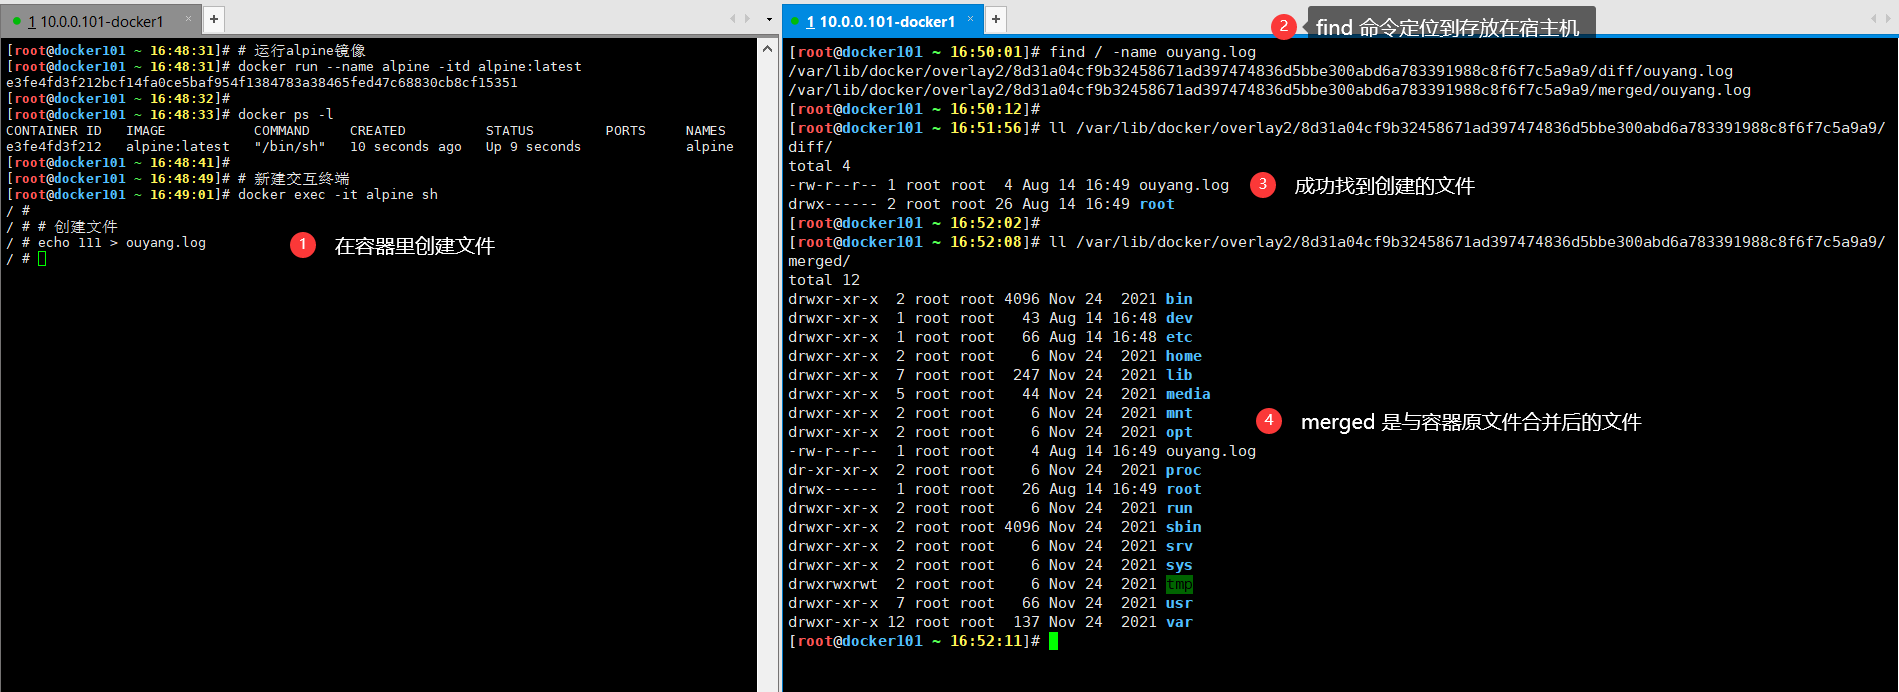 1 10.0.0.101-docker1 × +
[root@docker101 ~ 16:48:31]# # 运行alpine镜像
[root@docker101 ~ 16:48:31]# docker run --name alpine -itd alpine:latest
e3fe4fd3f212bcf14fa0ce5baf954f1384783a38465fed47c68830cb8cf15351
[root@docker101 ~ 16:48:32]#
[root@docker101 ~ 16:48:33]# docker ps -l
CONTAINER ID   IMAGE           COMMAND     CREATED          STATUS         PORTS     NAMES
e3fe4fd3f212   alpine:latest   "/bin/sh"   10 seconds ago   Up 9 seconds             alpine
[root@docker101 ~ 16:48:41]#
[root@docker101 ~ 16:48:49]# # 新建交互终端
[root@docker101 ~ 16:49:01]# docker exec -it alpine sh
/ #
/ # # 创建文件
/ # echo 111 > ouyang.log
/ #
1 在容器里创建文件
1 10.0.0.101-docker1 × +
2 find 命令定位到存放在宿主机
[root@docker101 ~ 16:50:01]# find / -name ouyang.log
/var/lib/docker/overlay2/8d31a04cf9b32458671ad397474836d5bbe300abd6a783391988c8f6f7c5a9a9/diff/ouyang.log
/var/lib/docker/overlay2/8d31a04cf9b32458671ad397474836d5bbe300abd6a783391988c8f6f7c5a9a9/merged/ouyang.log
[root@docker101 ~ 16:50:12]#
[root@docker101 ~ 16:51:56]# ll /var/lib/docker/overlay2/8d31a04cf9b32458671ad397474836d5bbe300abd6a783391988c8f6f7c5a9a9/
diff/
total 4
-rw-r--r-- 1 root root  4 Aug 14 16:49 ouyang.log
drwx------ 2 root root 26 Aug 14 16:49 root
3 成功找到创建的文件
[root@docker101 ~ 16:52:02]#
[root@docker101 ~ 16:52:08]# ll /var/lib/docker/overlay2/8d31a04cf9b32458671ad397474836d5bbe300abd6a783391988c8f6f7c5a9a9/
merged/
total 12
drwxr-xr-x  2 root root 4096 Nov 24  2021 bin
drwxr-xr-x  1 root root   43 Aug 14 16:48 dev
drwxr-xr-x  1 root root   66 Aug 14 16:48 etc
drwxr-xr-x  2 root root    6 Nov 24  2021 home
drwxr-xr-x  7 root root  247 Nov 24  2021 lib
drwxr-xr-x  5 root root   44 Nov 24  2021 media
drwxr-xr-x  2 root root    6 Nov 24  2021 mnt
drwxr-xr-x  2 root root    6 Nov 24  2021 opt
-rw-r--r--  1 root root    4 Aug 14 16:49 ouyang.log
dr-xr-xr-x  2 root root    6 Nov 24  2021 proc
drwx------  1 root root   26 Aug 14 16:49 root
drwxr-xr-x  2 root root    6 Nov 24  2021 run
drwxr-xr-x  2 root root 4096 Nov 24  2021 sbin
drwxr-xr-x  2 root root    6 Nov 24  2021 srv
drwxr-xr-x  2 root root    6 Nov 24  2021 sys
drwxrwxrwt  2 root root    6 Nov 24  2021 tmp
drwxr-xr-x  7 root root   66 Nov 24  2021 usr
drwxr-xr-x 12 root root  137 Nov 24  2021 var
4 merged 是与容器原文件合并后的文件
[root@docker101 ~ 16:52:11]#